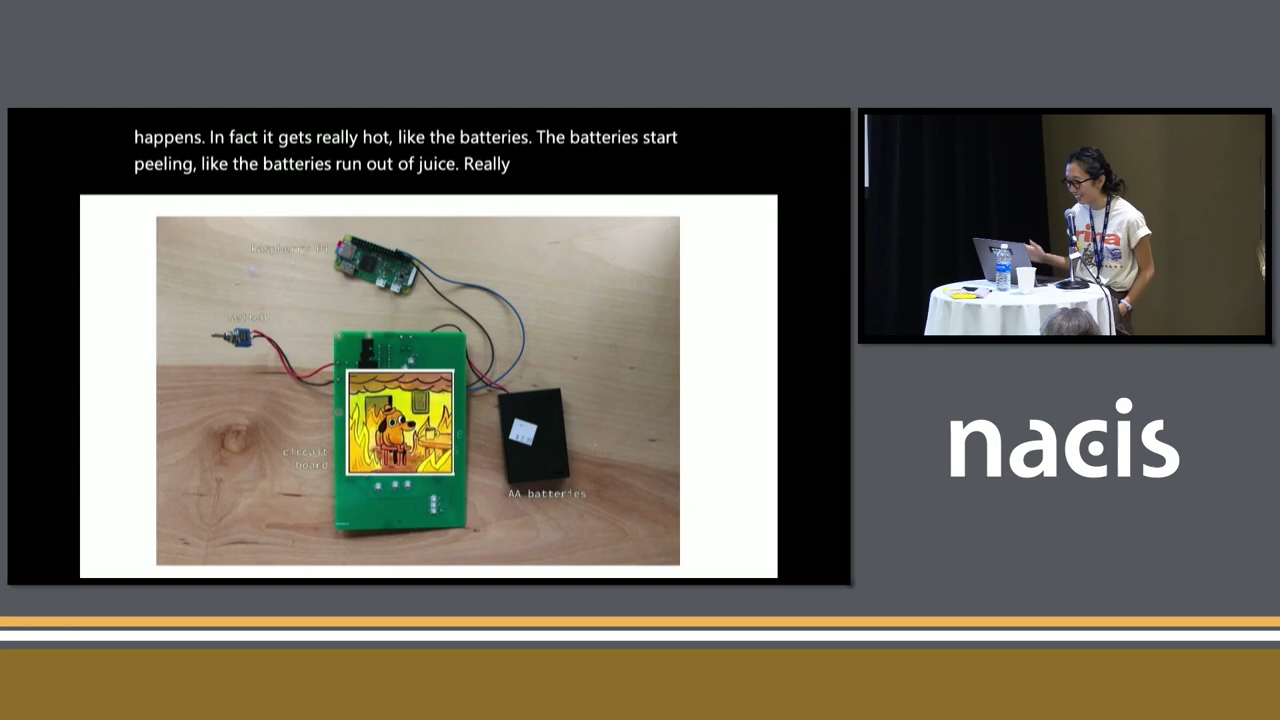 happens. In fact it gets really hot, like the batteries. The batteries start
peeling, like the batteries run out of juice. Really
Raspberry Pi
switch
circuit
board
AA batteries
nacis